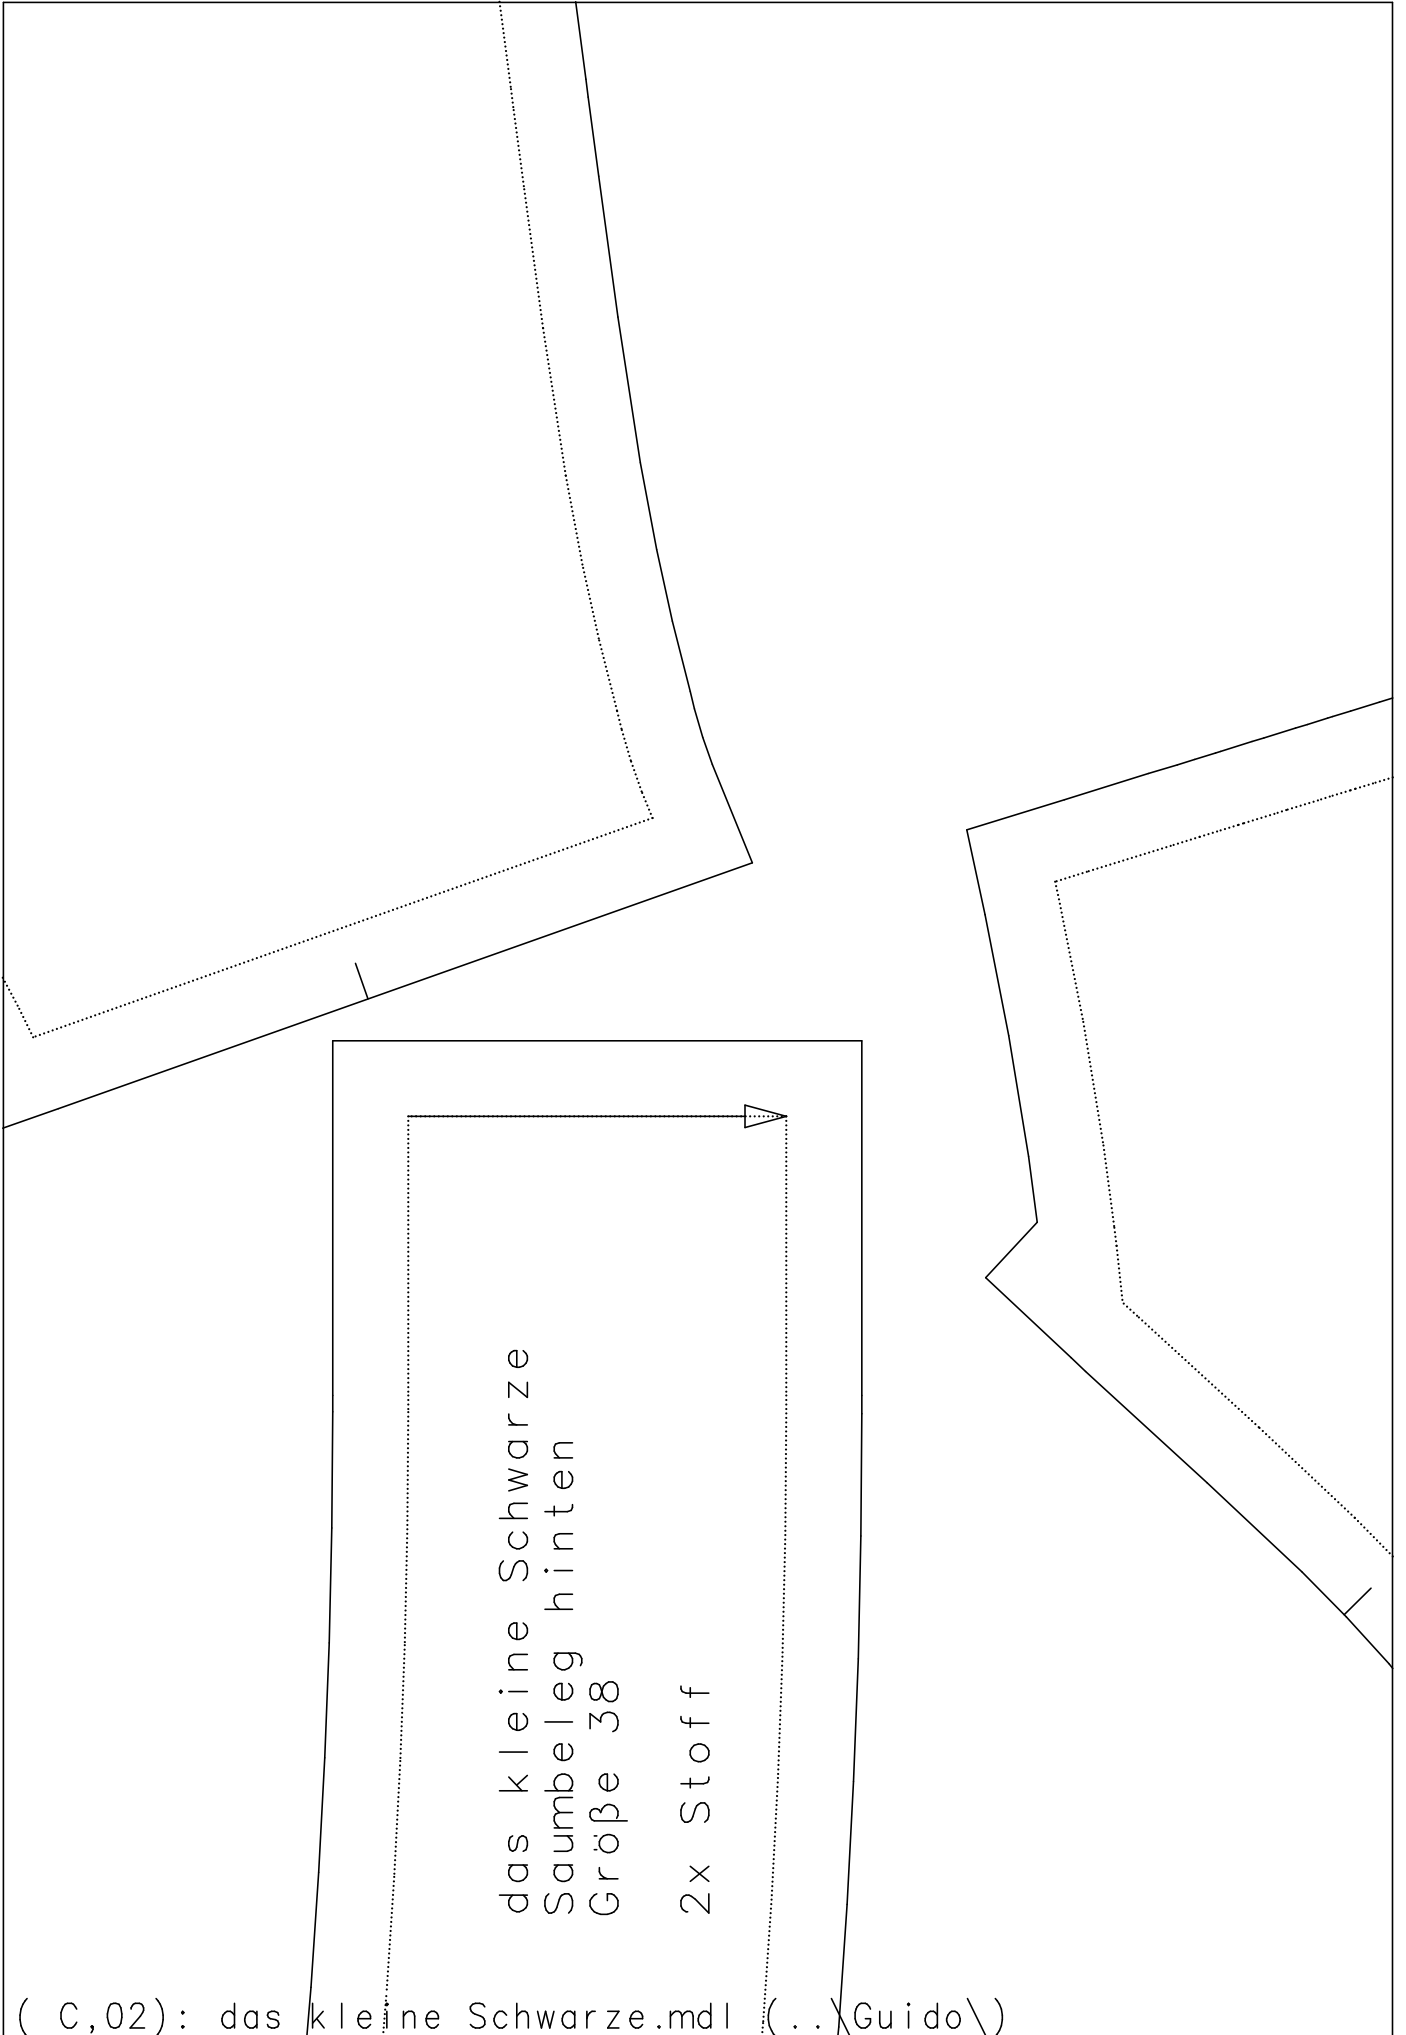 das kleine Schwarze
Saumbeleg hinten
Größe 38
2x Stoff
( C,02): das kleine Schwarze.mdl (..\Guido\)